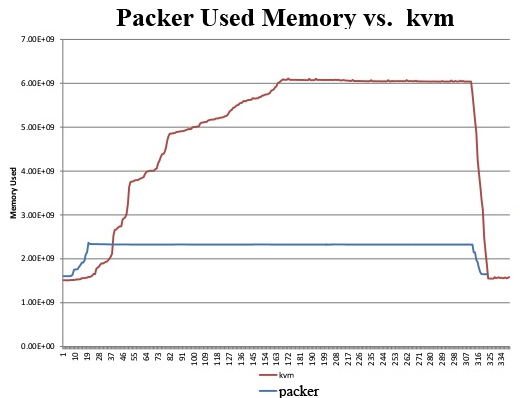 Packer Used Memory vs. kvm
7.00E+09
6.00E+09
5.00E+09
4.00E+09
3.00E+09
2.00E+09
1.00E+09
0.00E+00
Memory Used
1 10 19 28 37 46 55 64 73 82 91 100 109 118 127 136 145 154 163 172 181 190 199 208 217 226 235 244 253 262 271 280 289 298 307 316 325 334
kvm
packer